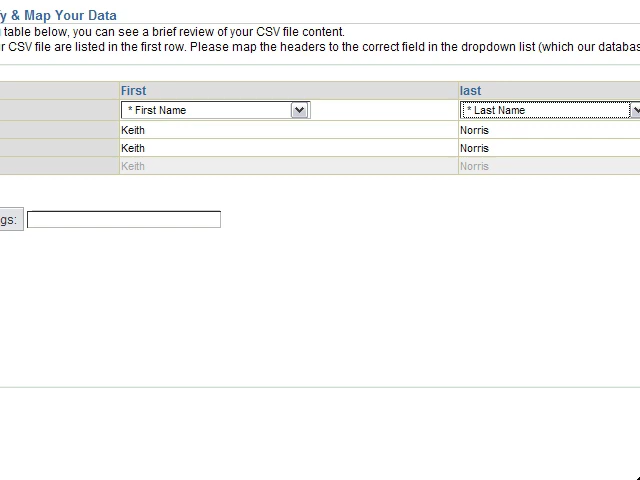 y & Map Your Data
table below, you can see a brief review of your CSV file content.
r CSV file are listed in the first row. Please map the headers to the correct field in the dropdown list (which our databas
First last
* First Name * Last Name
Keith Norris
Keith Norris
Keith Norris
gs: